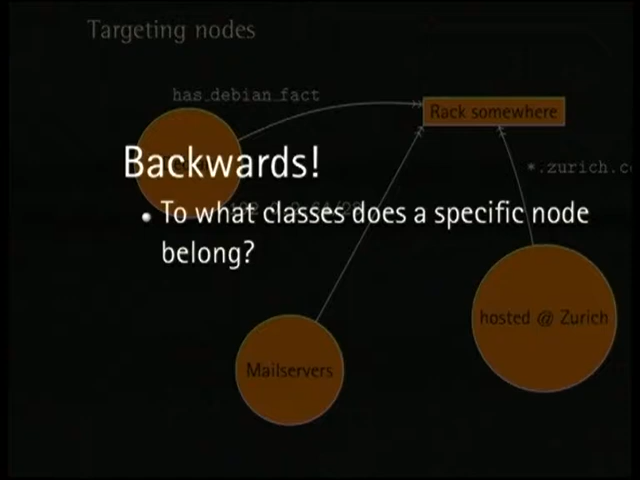 Targeting nodes
has_debian_fact
Rack somewhere
Backwards!
*.zurich.c
• To what classes does a specific node
belong?
hosted @ Zurich
Mailservers